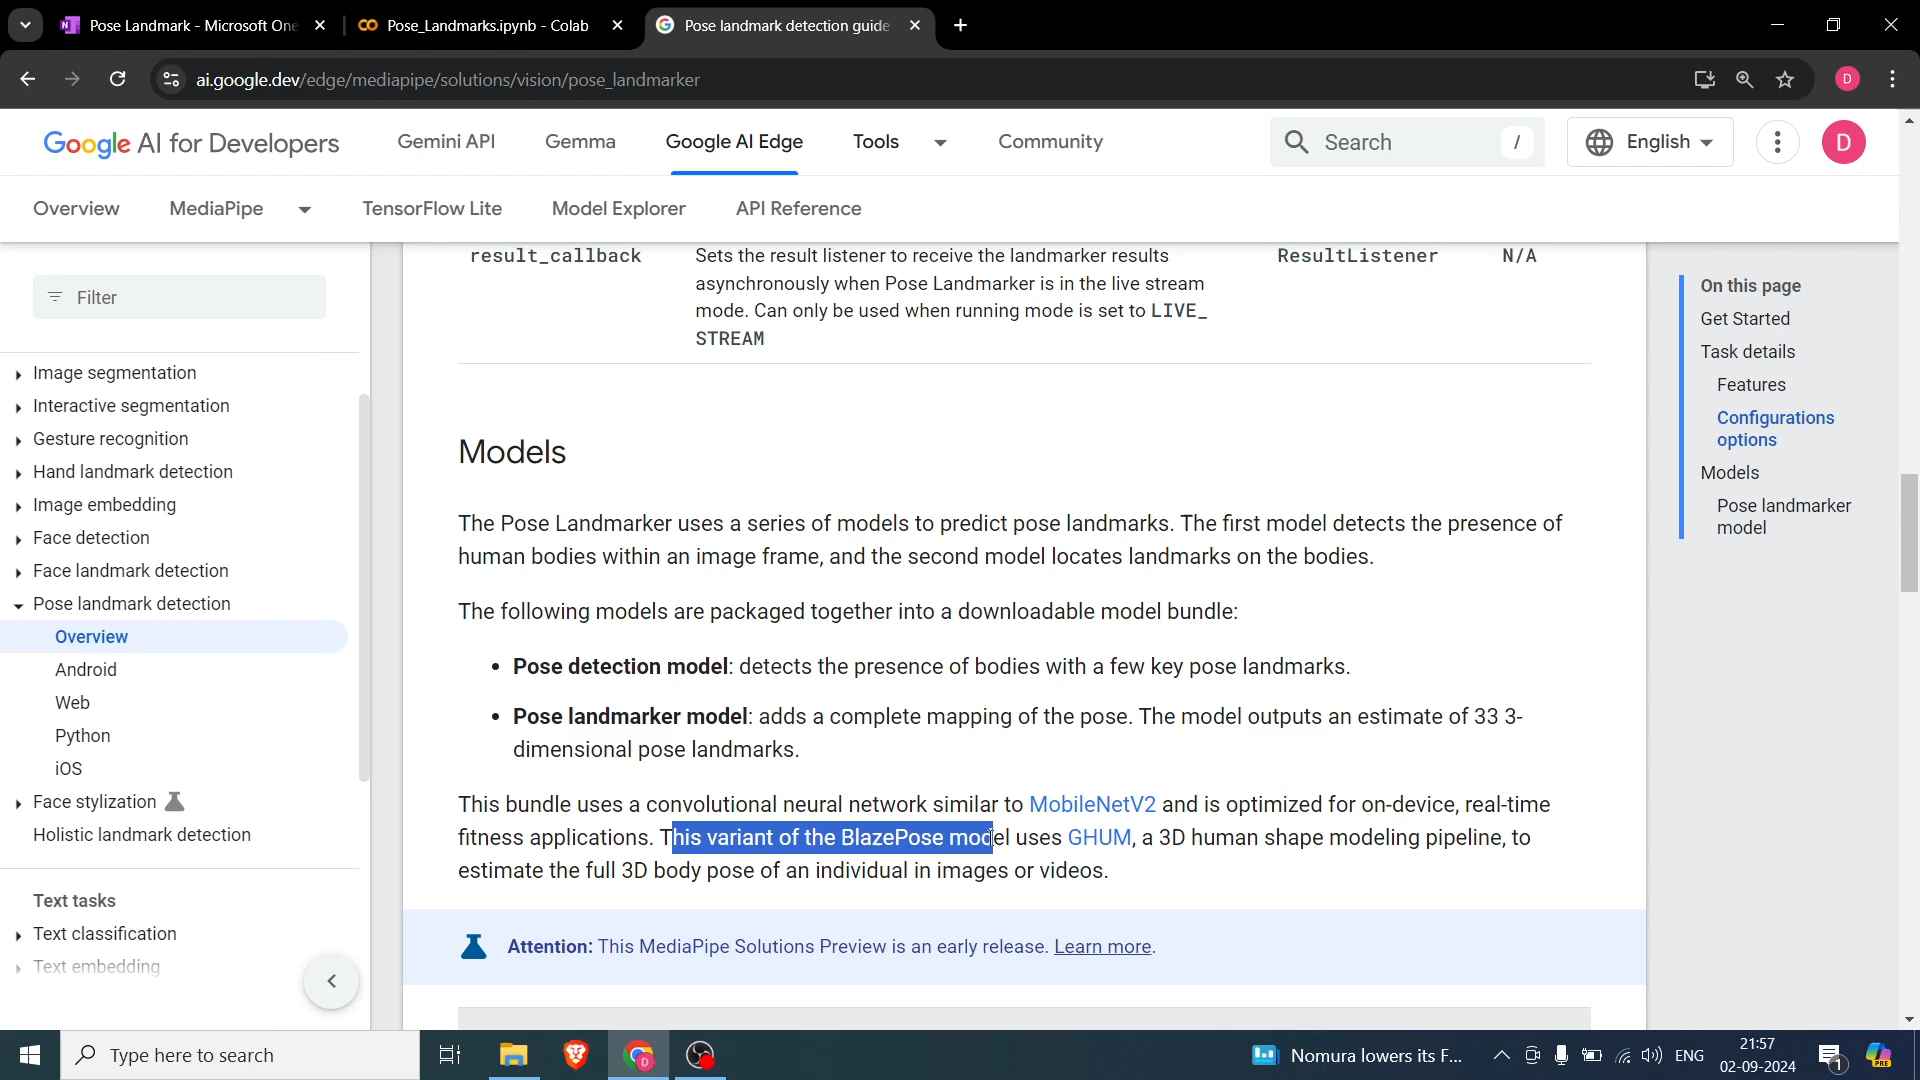 Pose Landmark - Microsoft One
Pose_Landmarks.ipynb - Colab
Pose landmark detection guide
ai.google.dev/edge/mediapipe/solutions/vision/pose_landmarker
D
Google AI for Developers
Gemini API
Gemma
Google AI Edge
Tools
Community
Search
/
English
D
Overview
MediaPipe
TensorFlow Lite
Model Explorer
API Reference
Filter
Image segmentation
Interactive segmentation
Gesture recognition
Hand landmark detection
Image embedding
Face detection
Face landmark detection
Pose landmark detection
Overview
Android
Web
Python
iOS
Face stylization
Holistic landmark detection
Text tasks
Text classification
Text embedding
result_callback
Sets the result listener to receive the landmarker results
asynchronously when Pose Landmarker is in the live stream
mode. Can only be used when running mode is set to LIVE_
STREAM
ResultListener
N/A
Models
The Pose Landmarker uses a series of models to predict pose landmarks. The first model detects the presence of
human bodies within an image frame, and the second model locates landmarks on the bodies.
The following models are packaged together into a downloadable model bundle:
• Pose detection model: detects the presence of bodies with a few key pose landmarks.
• Pose landmarker model: adds a complete mapping of the pose. The model outputs an estimate of 33 3-
dimensional pose landmarks.
This bundle uses a convolutional neural network similar to MobileNetV2 and is optimized for on-device, real-time
fitness applications. This variant of the BlazePose model uses GHUM, a 3D human shape modeling pipeline, to
estimate the full 3D body pose of an individual in images or videos.
Attention: This MediaPipe Solutions Preview is an early release. Learn more.
On this page
Get Started
Task details
Features
Configurations
options
Models
Pose landmarker
model
Type here to search
Nomura lowers its F...
ENG
21:57
02-09-2024
1
PRE